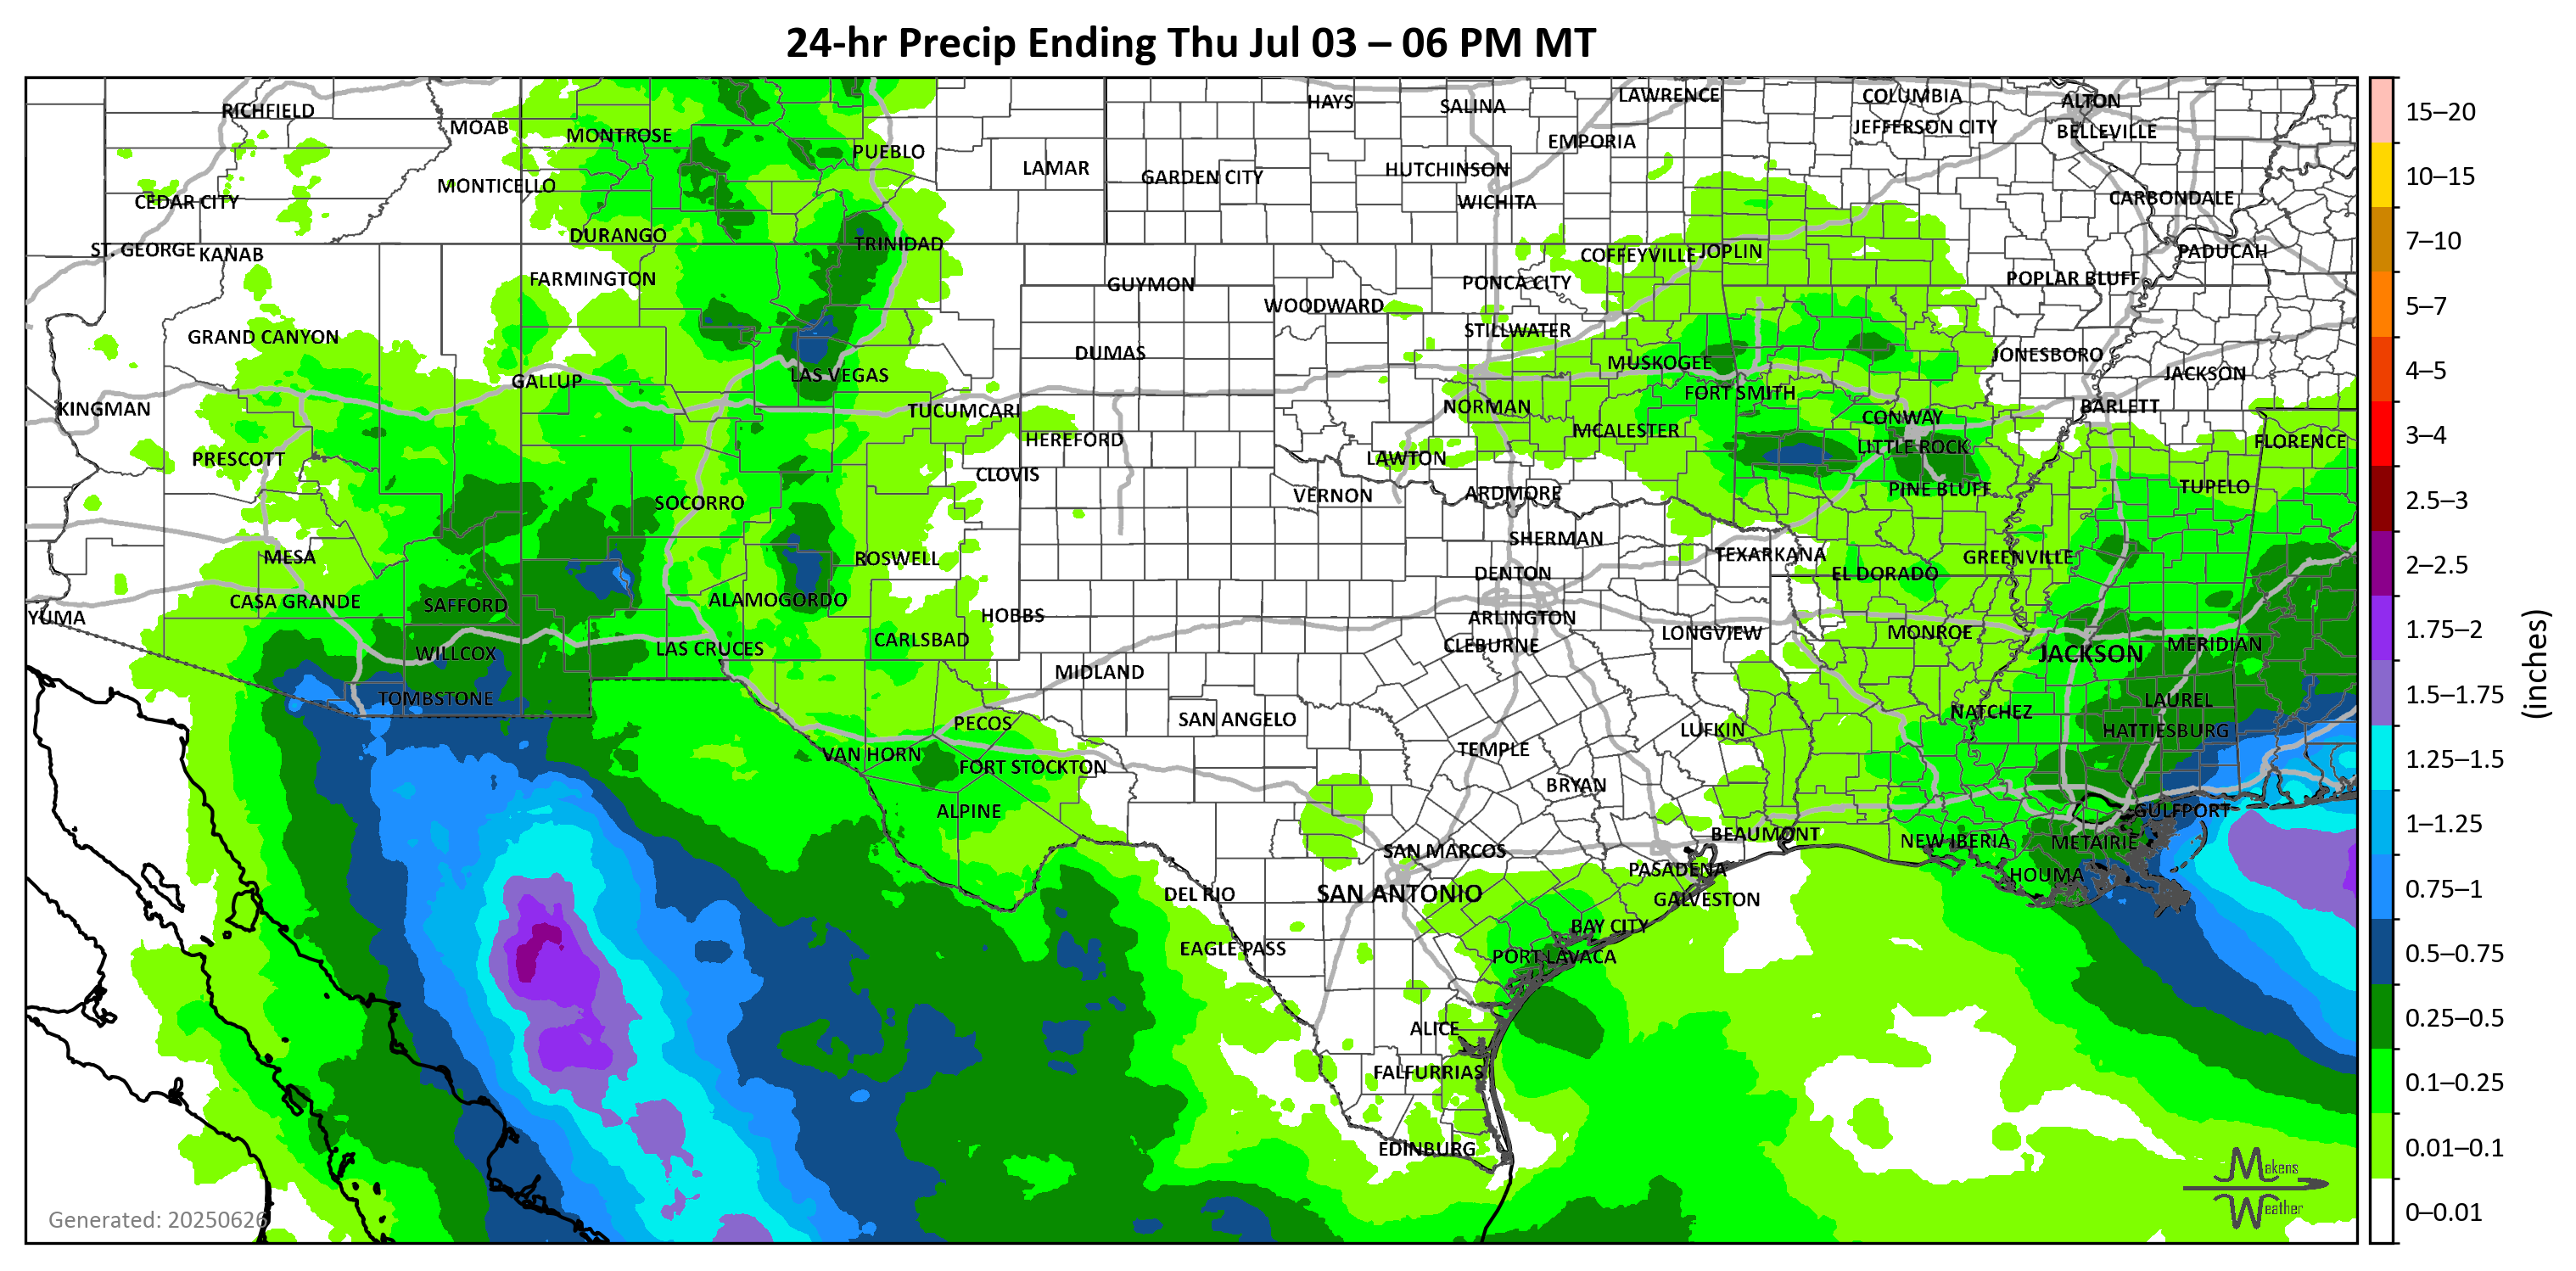 24-hr Precip Ending Thu Jul 03 – 06 PM MT
RICHFIELD
MOAB
MONTROSE
PUEBLO
LAMAR
HAYS
SALINA
LAWRENCE
COLUMBIA
ALTON
JEFFERSON CITY
BELLEVILLE
EMPORIA
GARDEN CITY
HUTCHINSON
MONTICELLO
CEDAR CITY
WICHITA
CARBONDALE
DURANGO
TRINIDAD
ST. GEORGE
KANAB
COFFEYVILLE
JOPLIN
PADUCAH
FARMINGTON
GUYMON
PONCA CITY
POPLAR BLUFF
WOODWARD
STILLWATER
GRAND CANYON
DUMAS
JONESBORO
MUSKOGEE
JACKSON
LAS VEGAS
GALLUP
FORT SMITH
KINGMAN
TUCUMCARI
NORMAN
BARLETT
CONWAY
HEREFORD
MCALESTER
LITTLE ROCK
FLORENCE
PRESCOTT
LAWTON
CLOVIS
SOCORRO
VERNON
ARDMORE
PINE BLUFF
TUPELO
SHERMAN
MESA
ROSWELL
TEXARKANA
GREENVILLE
DENTON
EL DORADO
CASA GRANDE
SAFFORD
ALAMOGORDO
HOBBS
YUMA
ARLINGTON
CARLSBAD
LONGVIEW
MONROE
CLEBURNE
LAS CRUCES
WILLCOX
JACKSON
MERIDIAN
MIDLAND
TOMBSTONE
LAUREL
PECOS
SAN ANGELO
NATCHEZ
LUFKIN
HATTIESBURG
TEMPLE
VAN HORN
FORT STOCKTON
BRYAN
ALPINE
GULFPORT
BEAUMONT
NEW IBERIA
METAIRIE
SAN MARCOS
PASADENA
HOUMA
DEL RIO
SAN ANTONIO
GALVESTON
BAY CITY
EAGLE PASS
PORT LAVACA
ALICE
FALFURRIAS
EDINBURG
Generated: 20250626
Makens
Weather
15–20
10–15
7–10
5–7
4–5
3–4
2.5–3
2–2.5
1.75–2
1.5–1.75
1.25–1.5
1–1.25
0.75–1
0.5–0.75
0.25–0.5
0.1–0.25
0.01–0.1
0–0.01
(inches)